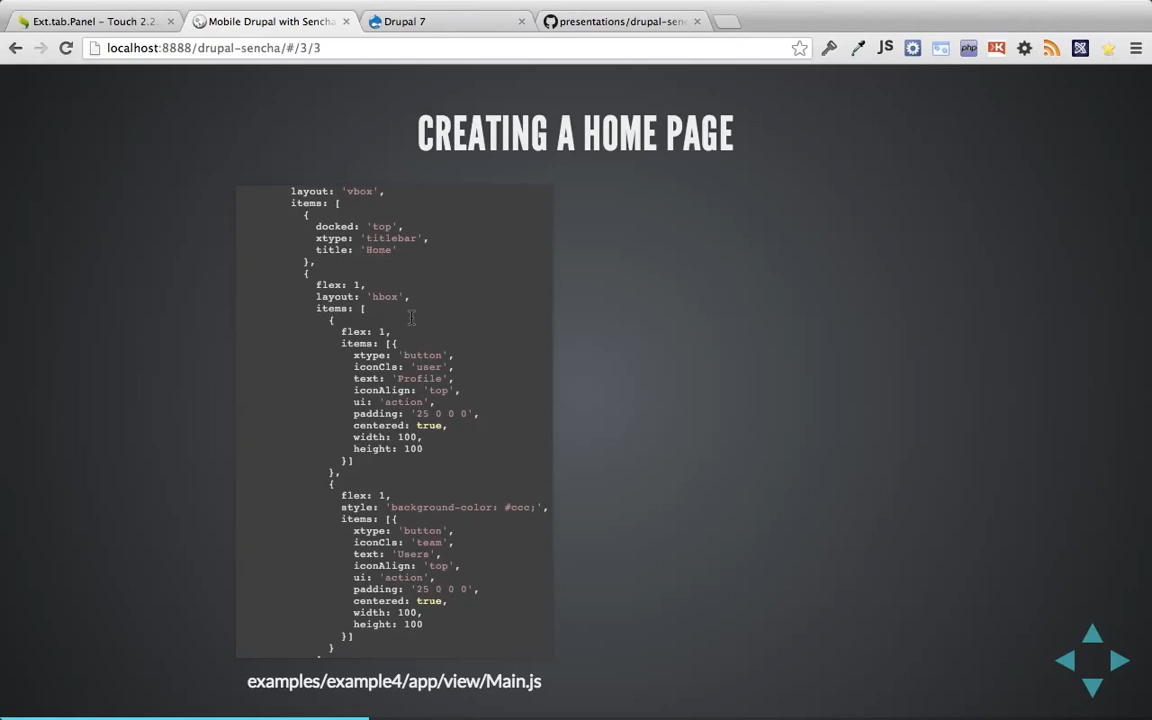 Ext.tab.Panel – Touch 2.2.
Mobile Drupal with Sencha
Drupal 7
presentations/drupal-sen
localhost:8888/drupal-sencha/#/3/3
JS
php
CREATING A HOME PAGE
layout: 'vbox',
items: [
{
docked: 'top',
xtype: 'titlebar',
title: 'Home'
},
{
flex: 1,
layout: 'hbox',
items: [
{
flex: 1,
items: [{
xtype: 'button',
iconCls: 'user',
text: 'Profile',
iconAlign: 'top',
ui: 'action',
padding: '25 0 0 0',
centered: true,
width: 100,
height: 100
}]
},
{
flex: 1,
style: 'background-color: #ccc;',
items: [{
xtype: 'button',
iconCls: 'team',
text: 'Users',
iconAlign: 'top',
ui: 'action',
padding: '25 0 0 0',
centered: true,
width: 100,
height: 100
}]
}
examples/example4/app/view/Main.js